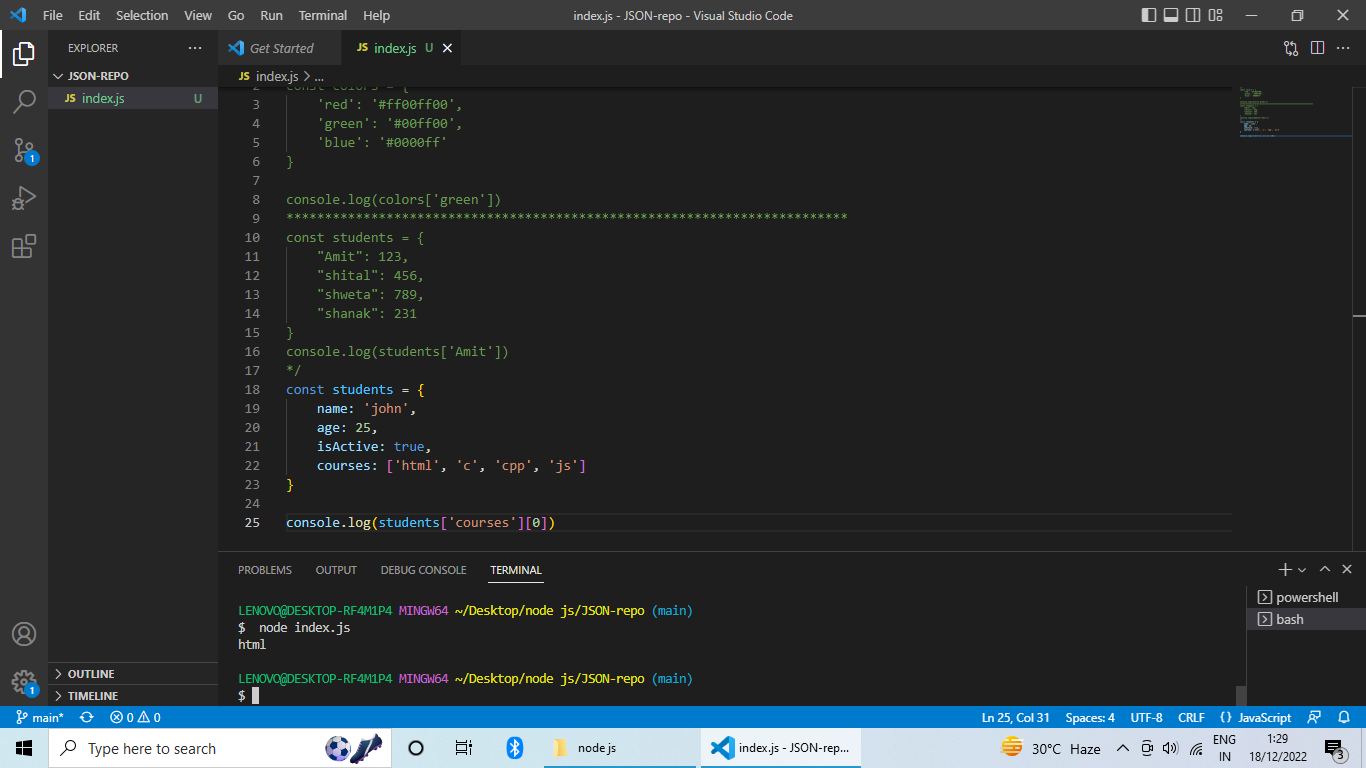 File Edit Selection View Go Run Terminal Help
index.js - JSON-repo - Visual Studio Code
EXPLORER
JSON-REPO
JS index.js U
1
Get Started
JS index.js U
JS index.js > ...
2 const colors = {
3 'red': '#ff00ff00',
4 'green': '#00ff00',
5 'blue': '#0000ff'
6 }
7
8 console.log(colors['green'])
9 *************************************************************************
10 const students = {
11 "Amit": 123,
12 "shital": 456,
13 "shweta": 789,
14 "shanak": 231
15 }
16 console.log(students['Amit'])
17 */
18 const students = {
19 name: 'john',
20 age: 25,
21 isActive: true,
22 courses: ['html', 'c', 'cpp', 'js']
23 }
24
25 console.log(students['courses'][0])
PROBLEMS OUTPUT DEBUG CONSOLE TERMINAL
LENOVO@DESKTOP-RF4M1P4 MINGW64 ~/Desktop/node js/JSON-repo (main)
$ node index.js
html
LENOVO@DESKTOP-RF4M1P4 MINGW64 ~/Desktop/node js/JSON-repo (main)
$
powershell
bash
OUTLINE
TIMELINE
1
main* 0 0
Ln 25, Col 31 Spaces: 4 UTF-8 CRLF {} JavaScript
Type here to search
node js
index.js - JSON-rep...
30°C Haze
ENG
IN
1:29
18/12/2022
3